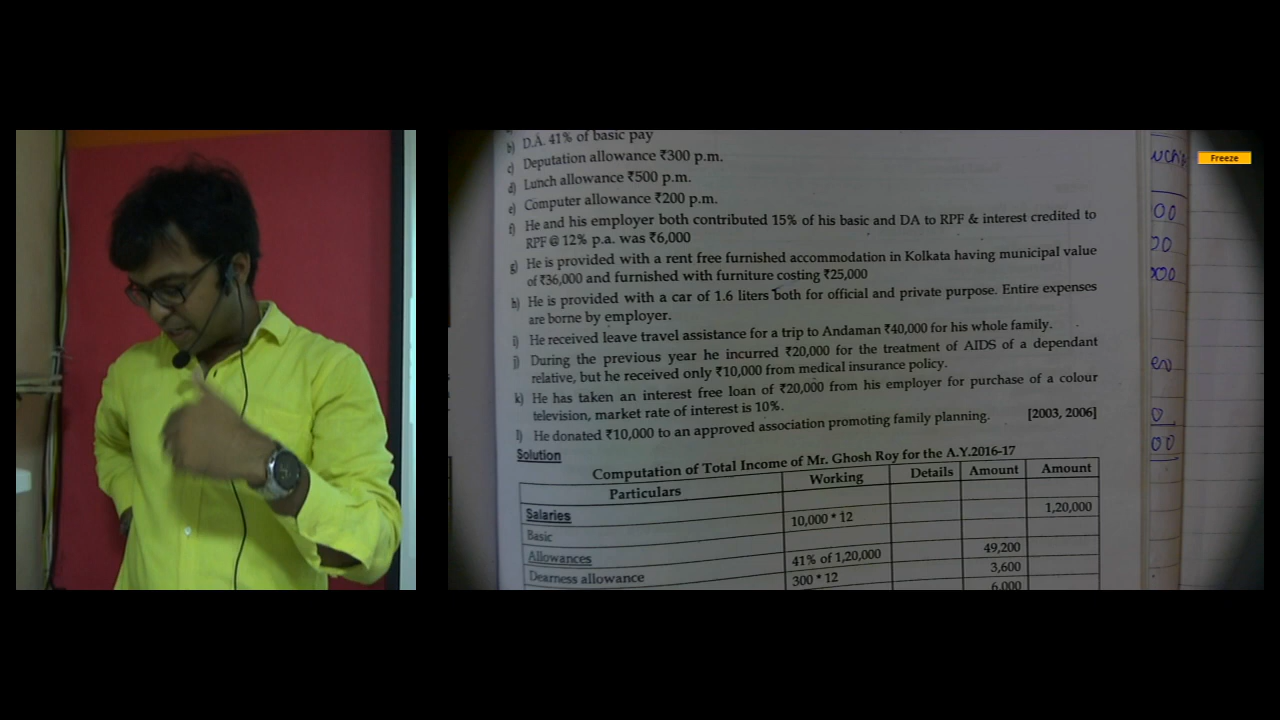 b) D.A. 41% of basic pay
c) Deputation allowance ₹300 p.m.
d) Lunch allowance ₹500 p.m.
e) Computer allowance ₹200 p.m.
f) He and his employer both contributed 15% of his basic and DA to RPF & interest credited to
RPF @ 12% p.a. was ₹6,000
g) He is provided with a rent free furnished accommodation in Kolkata having municipal value
of ₹36,000 and furnished with furniture costing ₹25,000
h) He is provided with a car of 1.6 liters both for official and private purpose. Entire expenses
are borne by employer.
i) He received leave travel assistance for a trip to Andaman ₹40,000 for his whole family.
j) During the previous year he incurred ₹20,000 for the treatment of AIDS of a dependant
relative, but he received only ₹10,000 from medical insurance policy.
k) He has taken an interest free loan of ₹20,000 from his employer for purchase of a colour
television, market rate of interest is 10%.
l) He donated ₹10,000 to an approved association promoting family planning. [2003, 2006]
Solution
Computation of Total Income of Mr. Ghosh Roy for the A.Y.2016-17
Particulars Working Details Amount Amount
Salaries
Basic 10,000 * 12 1,20,000
Allowances
Dearness allowance 41% of 1,20,000 49,200
300 * 12 3,600
6,000
00
00
00
0
00
Freeze